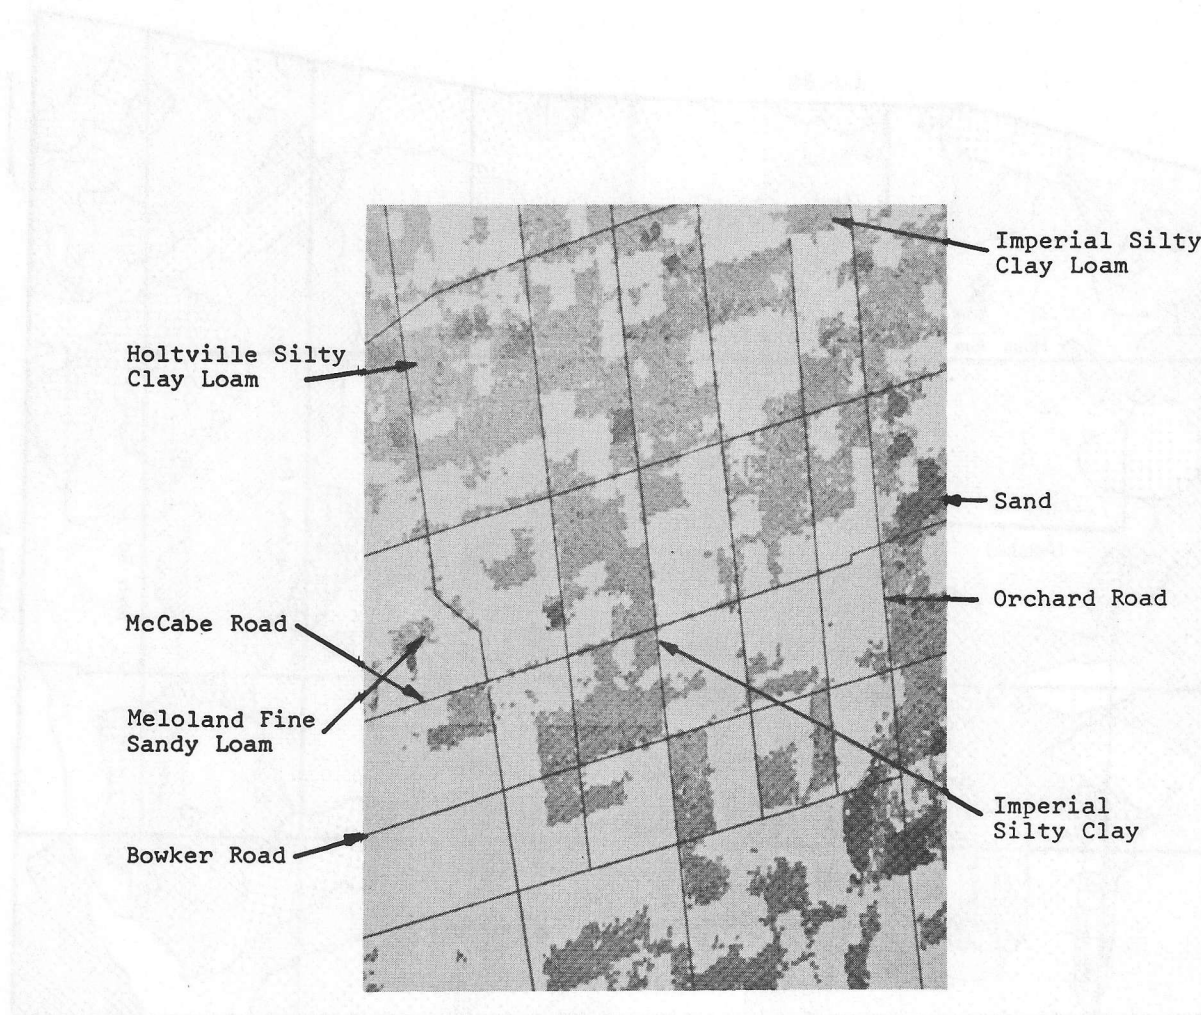 Imperial Silty
Clay Loam
Holtville Silty
Clay Loam
Sand
Orchard Road
McCabe Road
Meloland Fine
Sandy Loam
Imperial
Silty Clay
Bowker Road